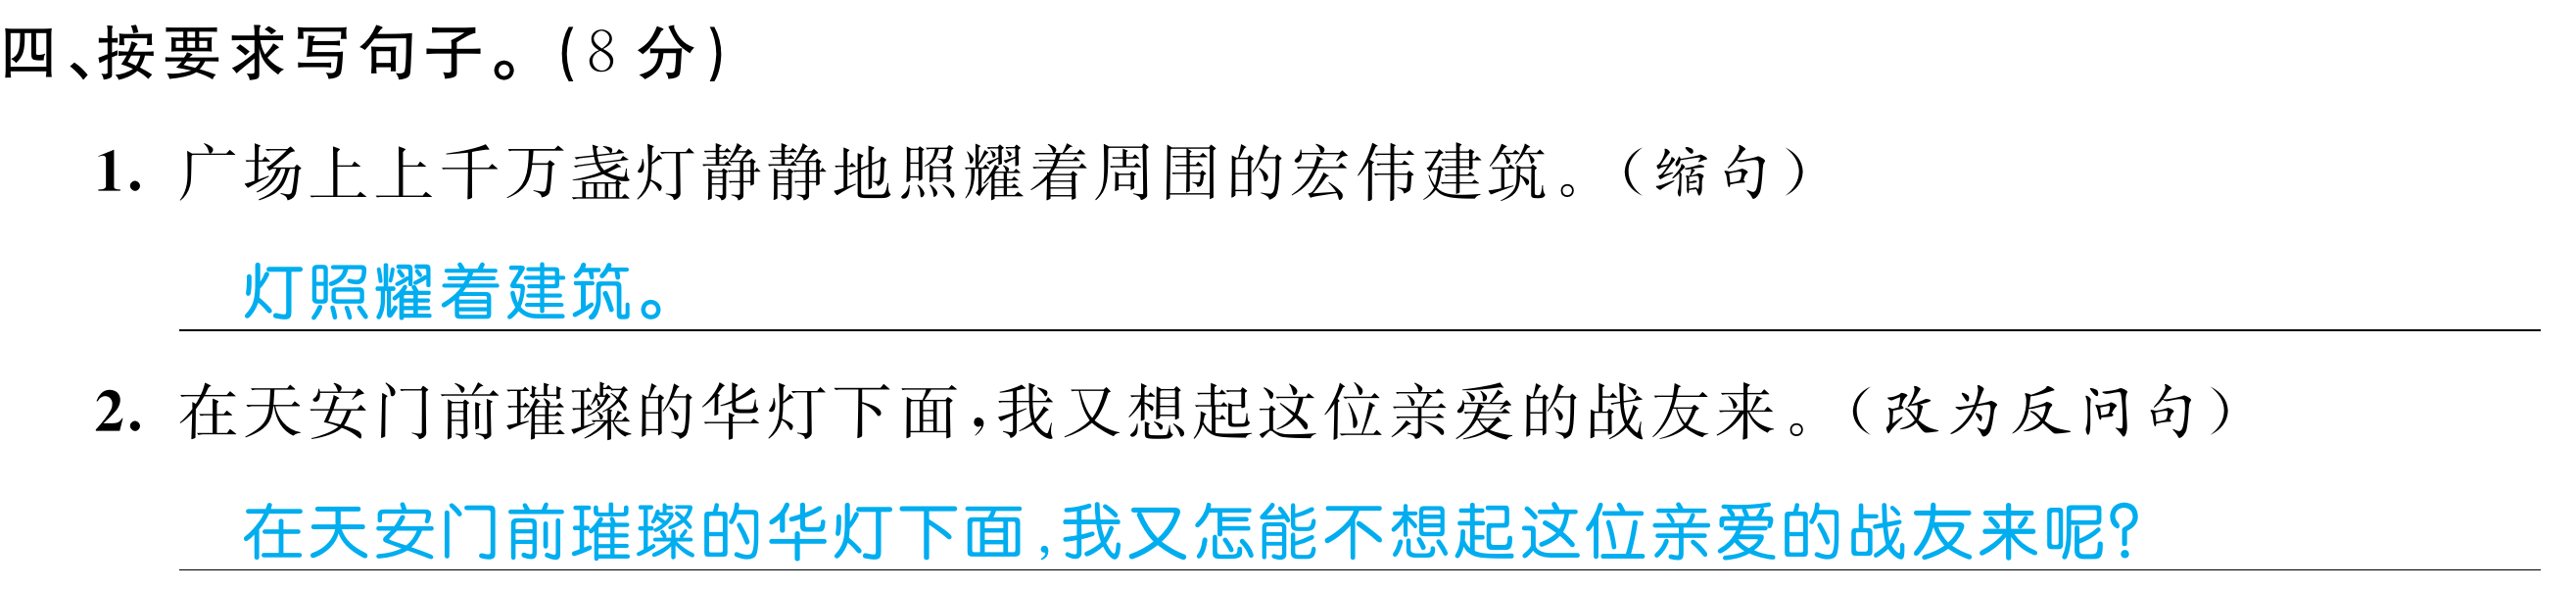 四、按要求写句子。(8分)
1. 广场上上千万盏灯静静地照耀着周围的宏伟建筑。(缩句)
灯照耀着建筑。
2. 在天安门前璀璨的华灯下面,我又想起这位亲爱的战友来。(改为反问句)
在天安门前璀璨的华灯下面,我又怎能不想起这位亲爱的战友来呢?